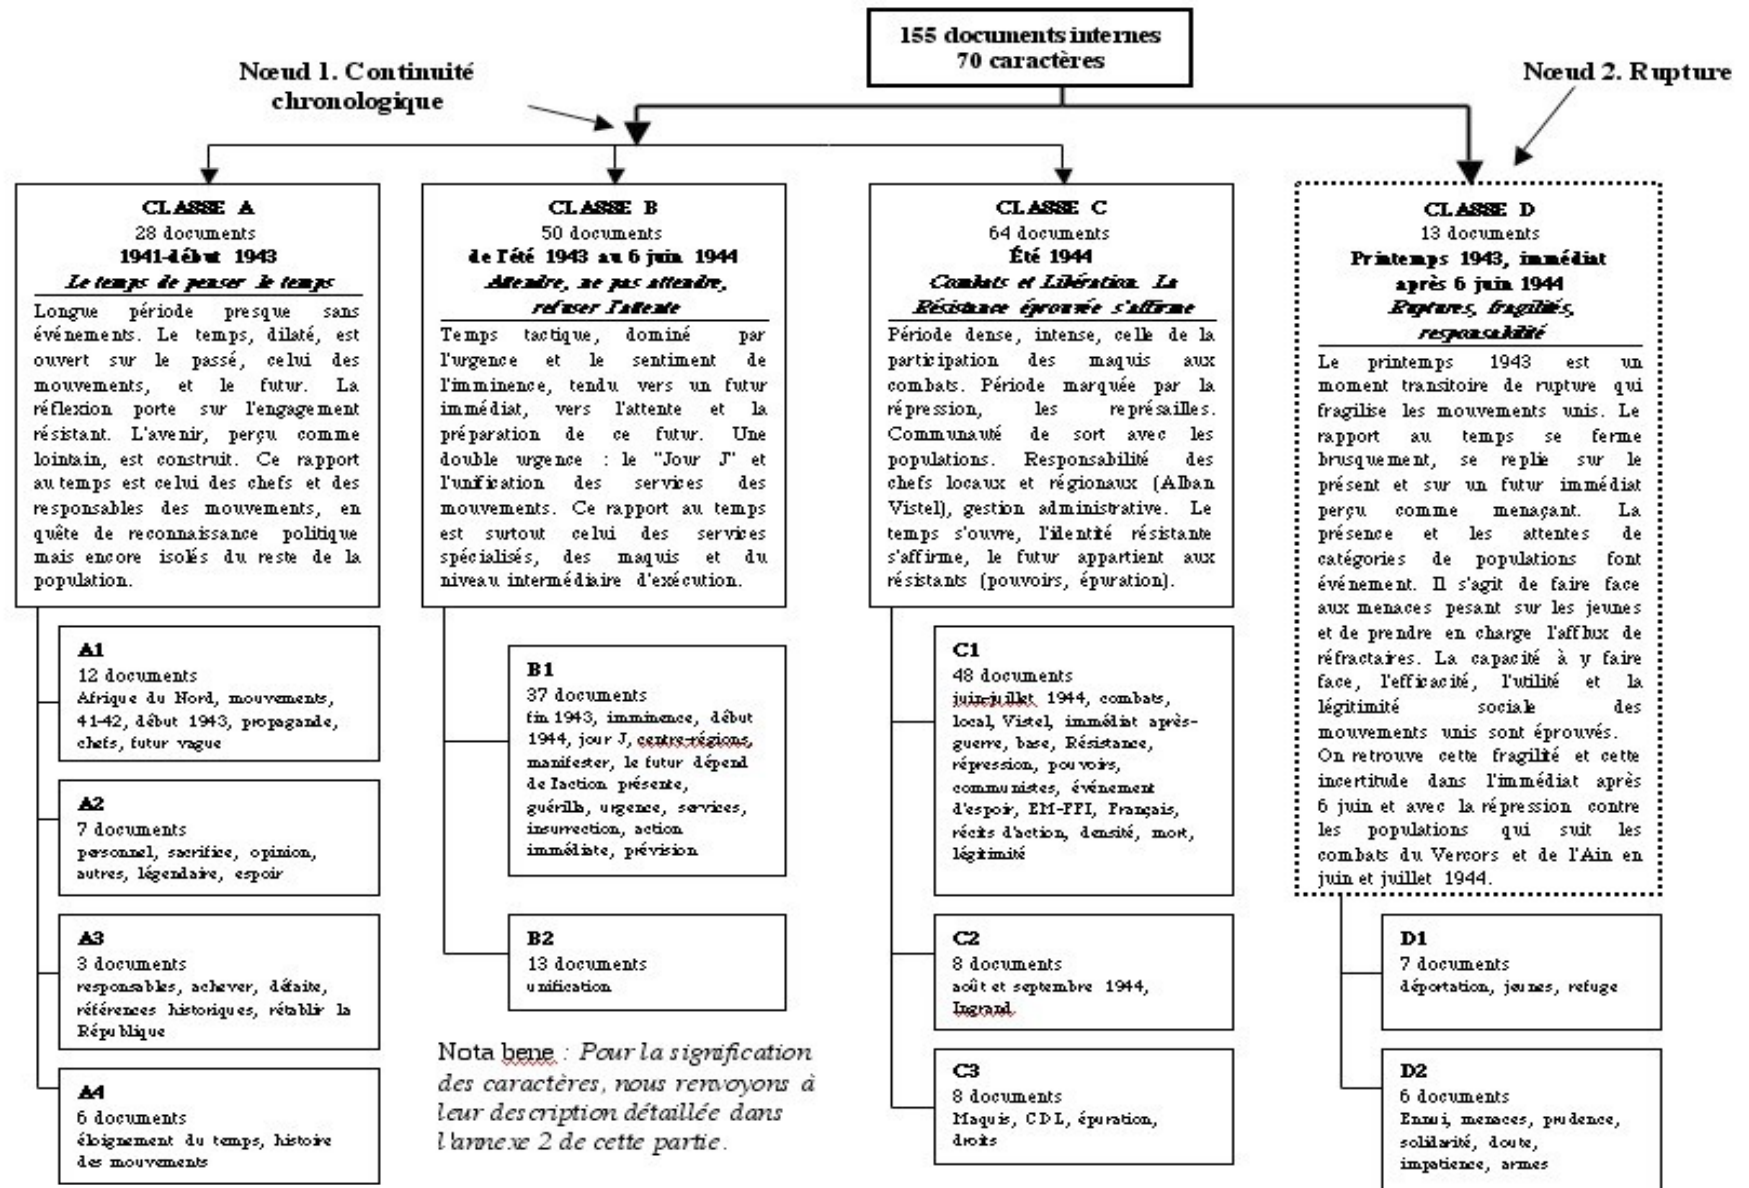 155 documents internes
70 caractères
Nœud 1. Continuité
chronologique
Nœud 2. Rupture
CLASSE A
28 documents
1941-début 1943
Le temps de penser le temps
Longue période presque sans
événements. Le temps, dilaté, est
ouvert sur le passé, celui des
mouvements, et le futur. La
réflexion porte sur l'engagement
résistant. L'avenir, perçu comme
lointain, est construit. Ce rapport
au temps est celui des chefs et des
responsables des mouvements, en
quête de reconnaissance politique
mais encore isolés du reste de la
population.
A1
12 documents
Afrique du Nord, mouvements,
41-42, début 1943, propagande,
chefs, futur vague
A2
7 documents
personnel, sacrifice, opinion,
autres, légendaire, espoir
A3
3 documents
responsables, achever, défaite,
références historiques, rétablir la
République
A4
6 documents
éloignement du temps, histoire
des mouvements
CLASSE B
50 documents
de l'été 1943 au 6 juin 1944
Attendre, ne pas attendre,
refuser l'attente
Temps tactique, dominé par
l'urgence et le sentiment de
l'imminence, tendu vers un futur
immédiat, vers l'attente et la
préparation de ce futur. Une
double urgence : le "Jour J" et
l'unification des services des
mouvements. Ce rapport au temps
est surtout celui des services
spécialisés, des maquis et du
niveau intermédiaire d'exécution.
B1
37 documents
fin 1943, imminence, début
1944, jour J, centre-régions,
manifester, le futur dépend
de l'action présente,
guérilla, urgence, services,
insurrection, action
immédiate, prévision
B2
13 documents
unification
Nota bene : Pour la signification
des caractères, nous renvoyons à
leur description détaillée dans
l'annexe 2 de cette partie.
CLASSE C
64 documents
Été 1944
Combats et Libération. La
Résistance éprouvée s'affirme
Période dense, intense, celle de la
participation des maquis aux
combats. Période marquée par la
répression, les représailles.
Communauté de sort avec les
populations. Responsabilité des
chefs locaux et régionaux (Alban
Vistel), gestion administrative. Le
temps s'ouvre, l'identité résistante
s'affirme, le futur appartient aux
résistants (pouvoirs, épuration).
C1
48 documents
juin-juillet 1944, combats,
local, Vistel, immédiat après-
guerre, base, Résistance,
répression, pouvoirs,
communistes, événement
d'espoir, EM-FFI, Français,
récits d'action, densité, mort,
légitimité
C2
8 documents
août et septembre 1944,
Ingrand
C3
8 documents
Maquis, CDL, épuration,
droits
CLASSE D
13 documents
Printemps 1943, immédiat
après 6 juin 1944
Ruptures, fragilités,
responsabilité
Le printemps 1943 est un
moment transitoire de rupture qui
fragilise les mouvements unis. Le
rapport au temps se ferme
brusquement, se replie sur le
présent et sur un futur immédiat
perçu comme menaçant. La
présence et les attentes de
catégories de populations font
événement. Il s'agit de faire face
aux menaces pesant sur les jeunes
et de prendre en charge l'afflux de
réfractaires. La capacité à y faire
face, l'efficacité, l'utilité et la
légitimité sociale des
mouvements unis sont éprouvés.
On retrouve cette fragilité et cette
incertitude dans l'immédiat après
6 juin et avec la répression contre
les populations qui suit les
combats du Vercors et de l'Ain en
juin et juillet 1944.
D1
7 documents
déportation, jeunes, refuge
D2
6 documents
Ennui, menaces, prudence,
solidarité, doute,
impatience, armes